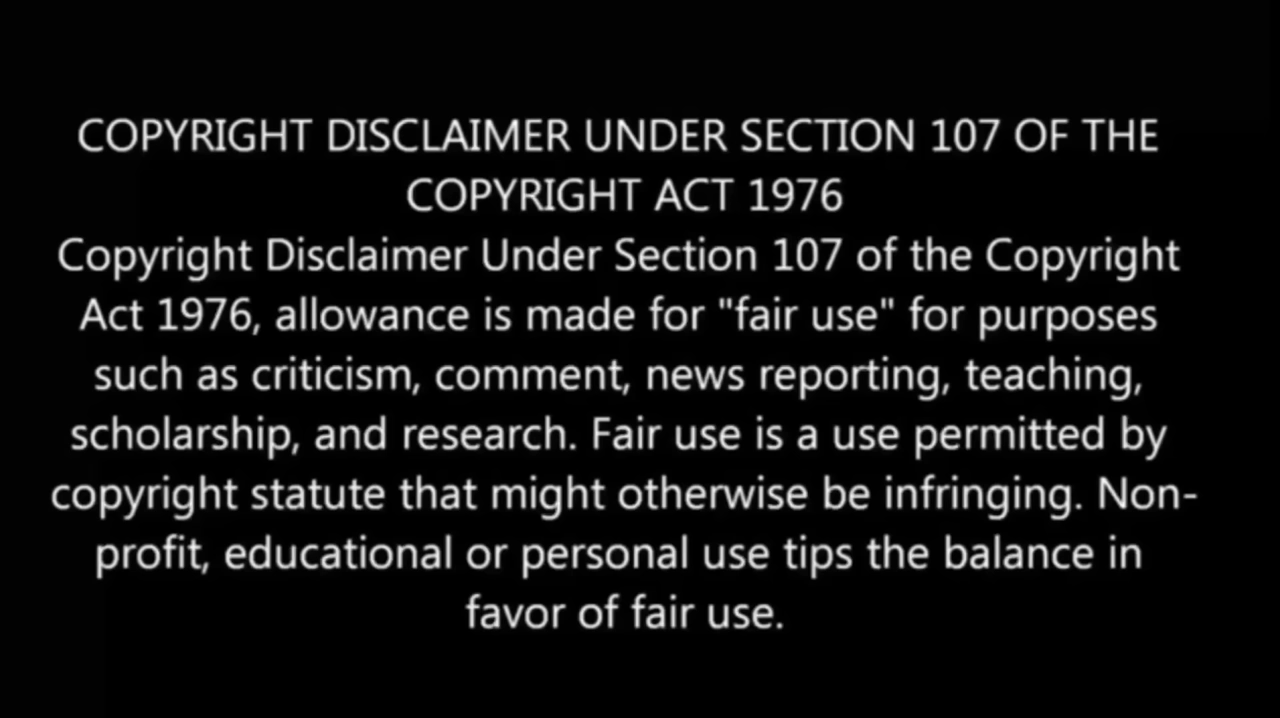 COPYRIGHT DISCLAIMER UNDER SECTION 107 OF THE
COPYRIGHT ACT 1976
Copyright Disclaimer Under Section 107 of the Copyright
Act 1976, allowance is made for "fair use" for purposes
such as criticism, comment, news reporting, teaching,
scholarship, and research. Fair use is a use permitted by
copyright statute that might otherwise be infringing. Non-
profit, educational or personal use tips the balance in
favor of fair use.